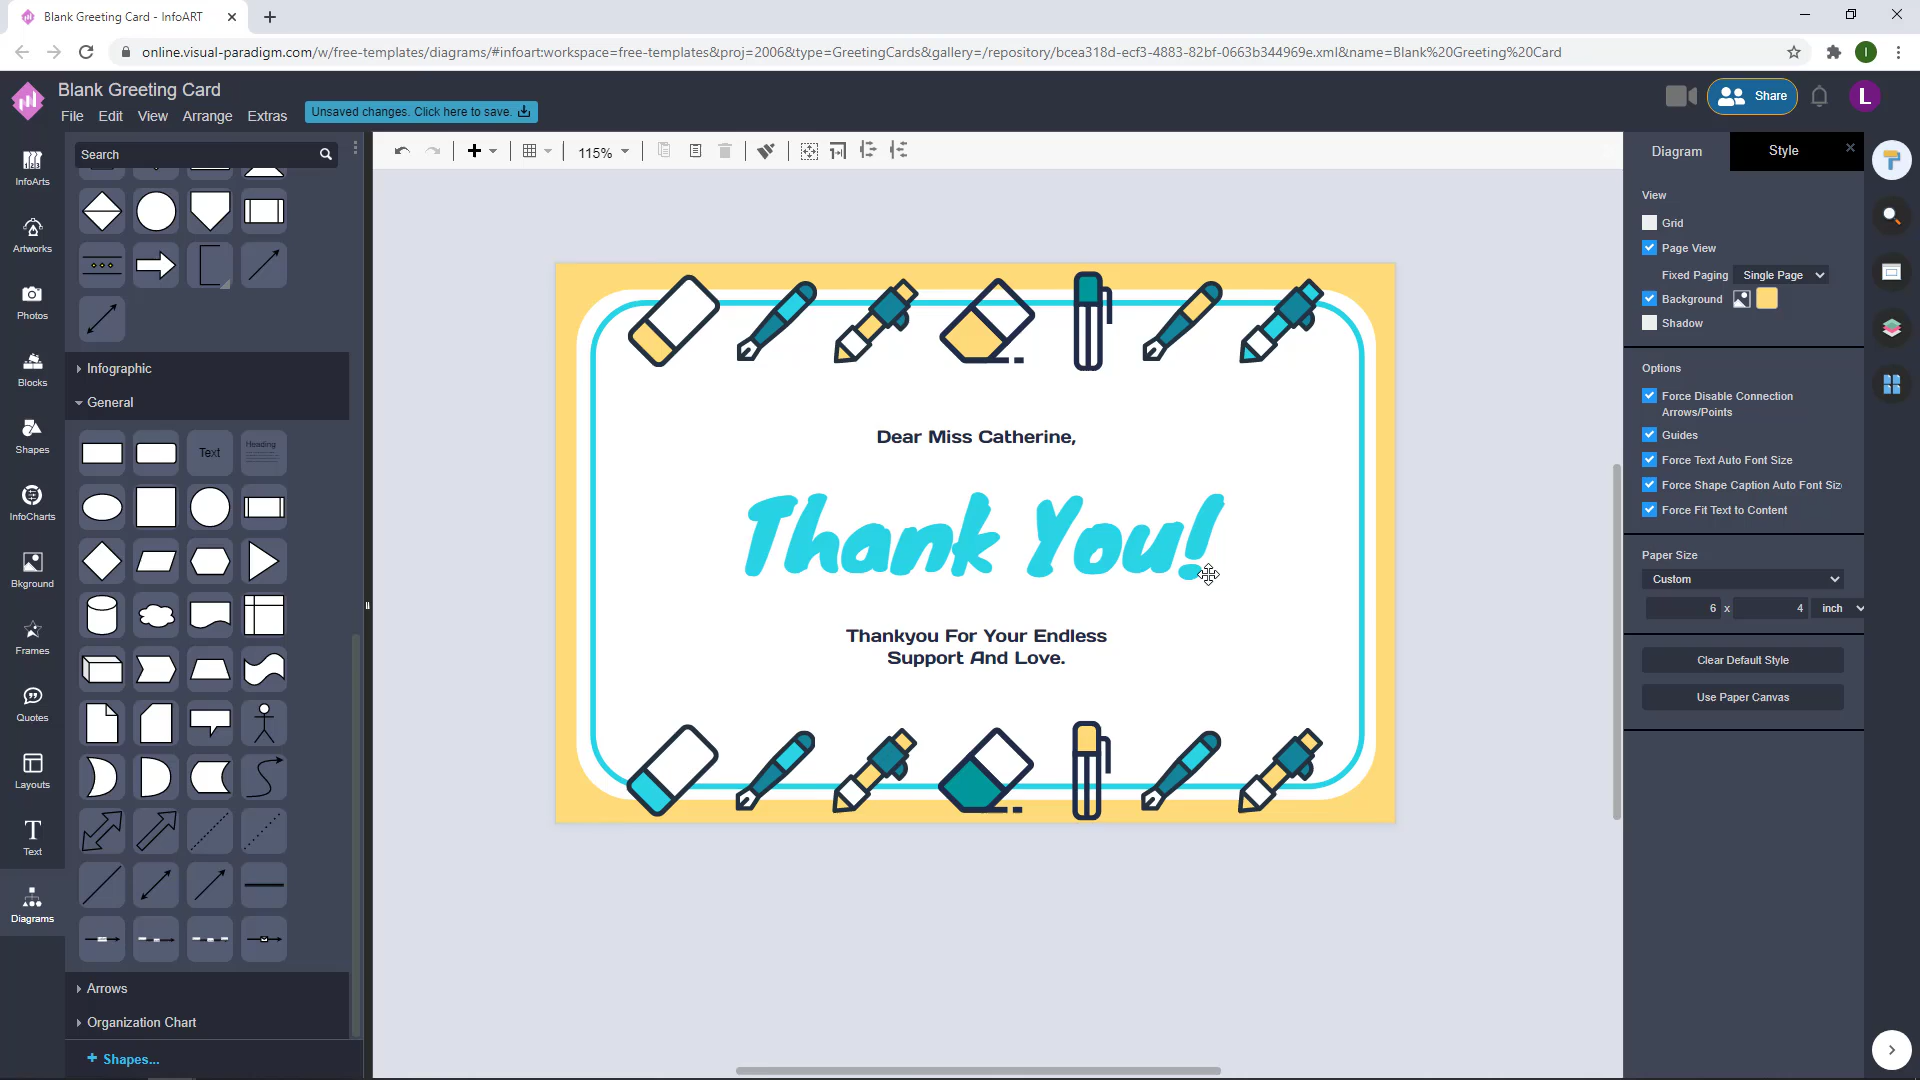 Blank Greeting Card - InfoART
online.visual-paradigm.com/w/free-templates/diagrams/#infoart:workspace=free-templates&proj=2006&type=GreetingCards&gallery=/repository/bcea318d-ecf3-4883-82bf-0663b344969e.xml&name=Blank%20Greeting%20Card
I
Blank Greeting Card
File Edit View Arrange Extras
Unsaved changes. Click here to save.
Share
L
InfoArts
Artworks
Photos
Blocks
Shapes
InfoCharts
Bkground
Frames
Quotes
Layouts
T
Text
Diagrams
Search
Infographic
General
Text
Heading
Arrows
Organization Chart
+ Shapes...
115%
Dear Miss Catherine,
Thank You!
Thankyou For Your Endless
Support And Love.
Diagram
Style
View
Grid
Page View
Fixed Paging Single Page
Background
Shadow
Options
Force Disable Connection
Arrows/Points
Guides
Force Text Auto Font Size
Force Shape Caption Auto Font Siz
Force Fit Text to Content
Paper Size
Custom
6 x 4 inch
Clear Default Style
Use Paper Canvas